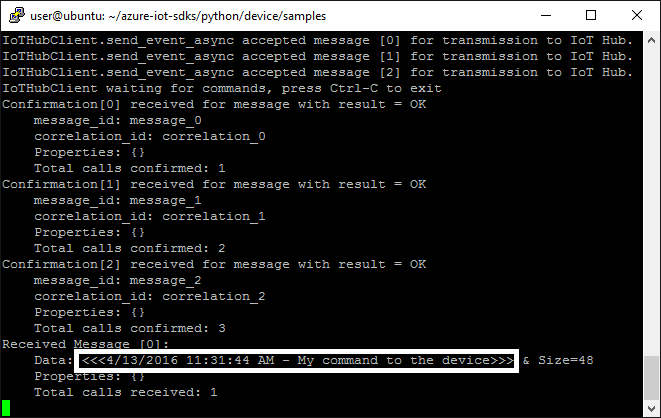 user@ubuntu: ~/azure-iot-sdks/python/device/samples
IoTHubClient.send_event_async accepted message [0] for transmission to IoT Hub.
IoTHubClient.send_event_async accepted message [1] for transmission to IoT Hub.
IoTHubClient.send_event_async accepted message [2] for transmission to IoT Hub.
IoTHubClient waiting for commands, press Ctrl-C to exit
Confirmation[0] received for message with result = OK
    message_id: message_0
    correlation_id: correlation_0
    Properties: {}
    Total calls confirmed: 1
Confirmation[1] received for message with result = OK
    message_id: message_1
    correlation_id: correlation_1
    Properties: {}
    Total calls confirmed: 2
Confirmation[2] received for message with result = OK
    message_id: message_2
    correlation_id: correlation_2
    Properties: {}
    Total calls confirmed: 3
Received Message [0]:
    Data: <<<4/13/2016 11:31:44 AM - My command to the device>>> & Size=48
    Properties: {}
    Total calls received: 1